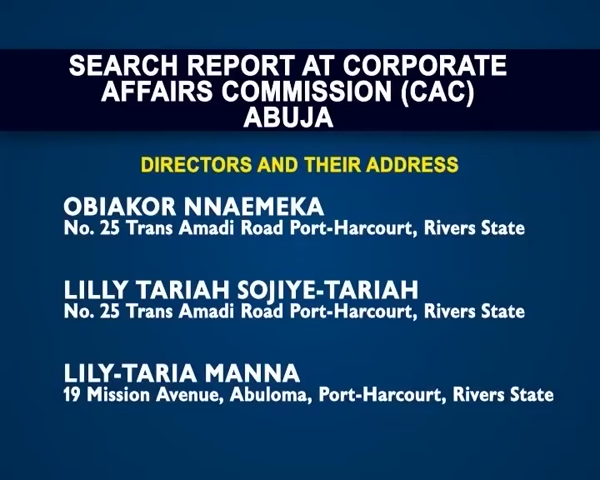 SEARCH REPORT AT CORPORATE
AFFAIRS COMMISSION (CAC)
ABUJA
DIRECTORS AND THEIR ADDRESS
OBIAKOR NNAEMEKA
No. 25 Trans Amadi Road Port-Harcourt, Rivers State
LILLY TARIAH SOJIYE-TARIAH
No. 25 Trans Amadi Road Port-Harcourt, Rivers State
LILY-TARIA MANNA
19 Mission Avenue, Abuloma, Port-Harcourt, Rivers State